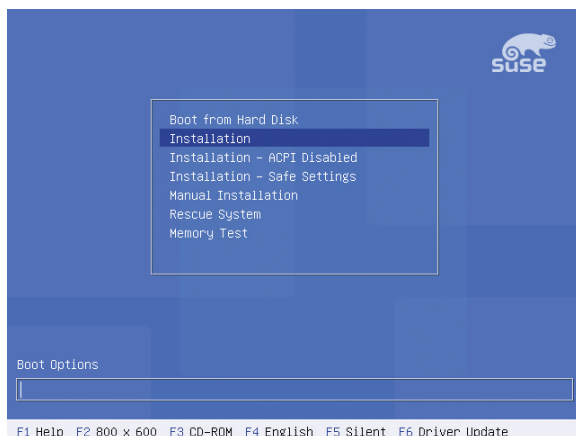 SUSE
Boot from Hard Disk
Installation
Installation - ACPI Disabled
Installation - Safe Settings
Manual Installation
Rescue System
Memory Test
Boot Options
F1 Help F2 800 x 600 F3 CD-ROM F4 English F5 Silent F6 Driver Update